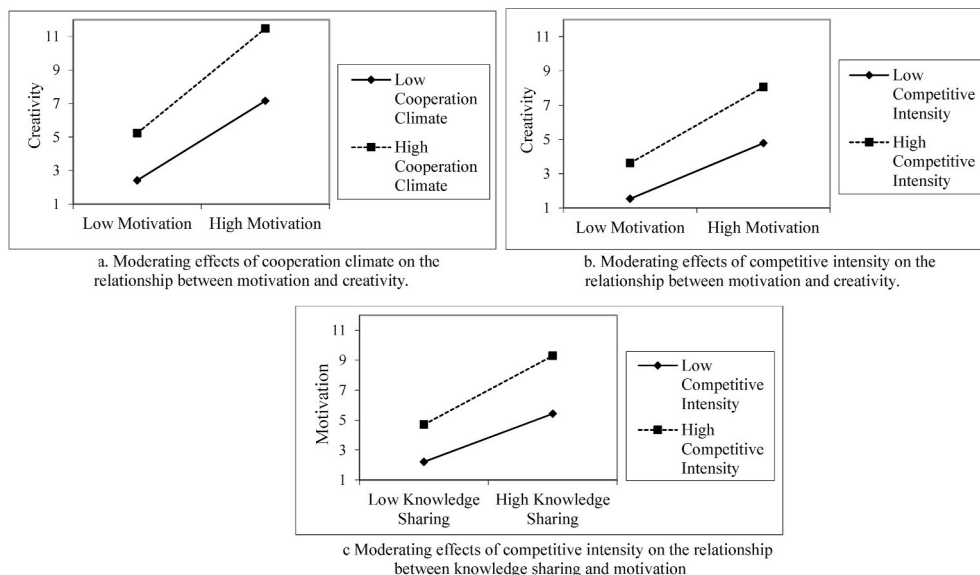 11
9
7
5
3
1
Creativity
Low Motivation
High Motivation
Low
Cooperation
Climate
High
Cooperation
Climate
a. Moderating effects of cooperation climate on the
relationship between motivation and creativity.
11
9
7
5
3
1
Creativity
Low Motivation
High Motivation
Low
Competitive
Intensity
High
Competitive
Intensity
b. Moderating effects of competitive intensity on the
relationship between motivation and creativity.
11
9
7
5
3
1
Motivation
Low Knowledge
Sharing
High Knowledge
Sharing
Low
Competitive
Intensity
High
Competitive
Intensity
c Moderating effects of competitive intensity on the relationship
between knowledge sharing and motivation